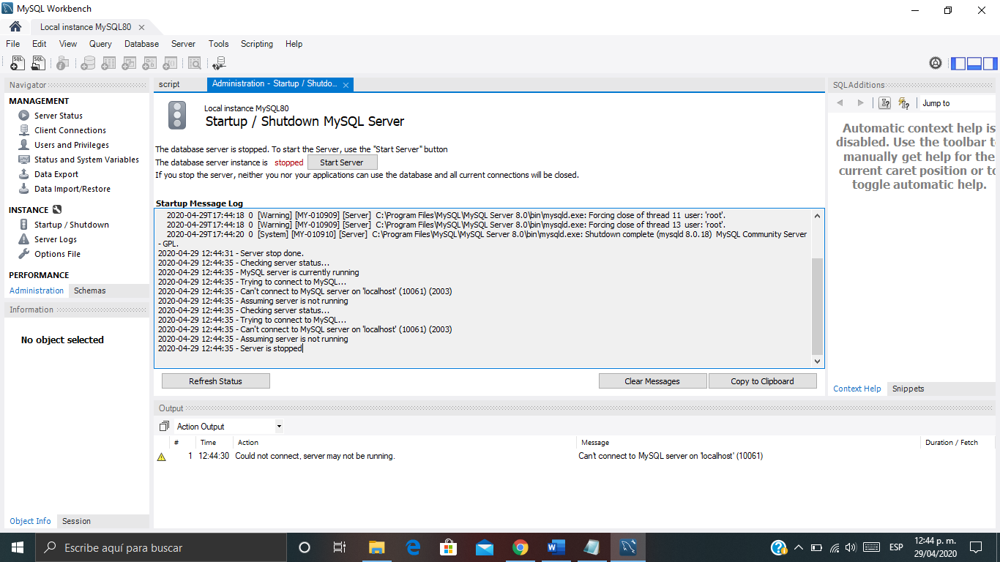 MySQL Workbench
Local instance MySQL80
File Edit View Query Database Server Tools Scripting Help
Navigator
MANAGEMENT
Server Status
Client Connections
Users and Privileges
Status and System Variables
Data Export
Data Import/Restore
INSTANCE
Startup / Shutdown
Server Logs
Options File
PERFORMANCE
Administration Schemas
Information
No object selected
Object Info Session
script Administration - Startup / Shutdo...
Local instance MySQL80
Startup / Shutdown MySQL Server
The database server is stopped. To start the Server, use the "Start Server" button
The database server instance is stopped Start Server
If you stop the server, neither you nor your applications can use the database and all current connections will be closed.
Startup Message Log
2020-04-29T17:44:18 0 [Warning] [MY-010909] [Server] C:\Program Files\MySQL\MySQL Server 8.0\bin\mysqld.exe: Forcing close of thread 11 user: 'root'.
2020-04-29T17:44:18 0 [Warning] [MY-010909] [Server] C:\Program Files\MySQL\MySQL Server 8.0\bin\mysqld.exe: Forcing close of thread 13 user: 'root'.
2020-04-29T17:44:20 0 [System] [MY-010910] [Server] C:\Program Files\MySQL\MySQL Server 8.0\bin\mysqld.exe: Shutdown complete (mysqld 8.0.18) MySQL Community Server
- GPL.
2020-04-29 12:44:31 - Server stop done.
2020-04-29 12:44:35 - Checking server status...
2020-04-29 12:44:35 - MySQL server is currently running
2020-04-29 12:44:35 - Trying to connect to MySQL...
2020-04-29 12:44:35 - Can't connect to MySQL server on 'localhost' (10061) (2003)
2020-04-29 12:44:35 - Assuming server is not running
2020-04-29 12:44:35 - Checking server status...
2020-04-29 12:44:35 - Trying to connect to MySQL...
2020-04-29 12:44:35 - Can't connect to MySQL server on 'localhost' (10061) (2003)
2020-04-29 12:44:35 - Assuming server is not running
2020-04-29 12:44:35 - Server is stopped
Refresh Status Clear Messages Copy to Clipboard
SQLAdditions
Jump to
Automatic context help is
disabled. Use the toolbar t
manually get help for the
current caret position or to
toggle automatic help.
Context Help Snippets
Output
Action Output
# Time Action Message Duration / Fetch
1 12:44:30 Could not connect, server may not be running. Can't connect to MySQL server on 'localhost' (10061)
Escribe aquí para buscar
ESP
12:44 p. m.
29/04/2020